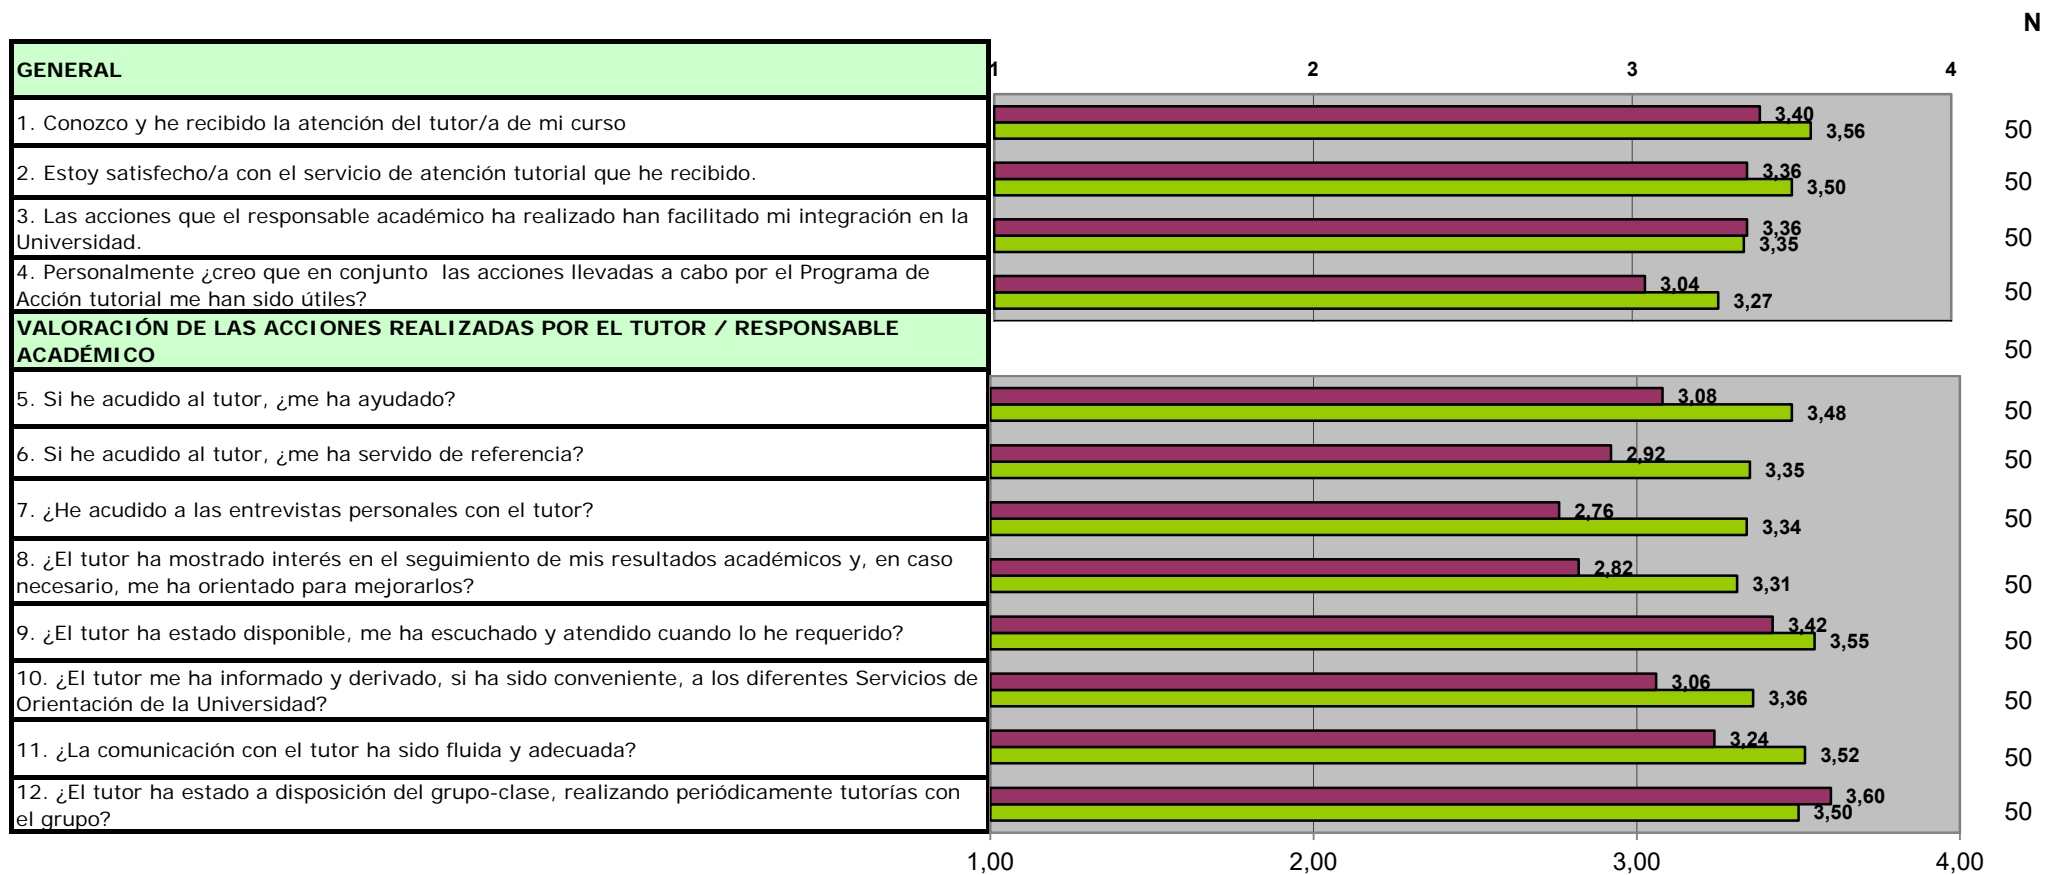 N
GENERAL
1 2 3 4
1. Conozco y he recibido la atención del tutor/a de mi curso
3,40
3,56
50
2. Estoy satisfecho/a con el servicio de atención tutorial que he recibido.
3,36
3,50
50
3. Las acciones que el responsable académico ha realizado han facilitado mi integración en la
Universidad.
3,36
3,35
50
4. Personalmente ¿creo que en conjunto  las acciones llevadas a cabo por el Programa de
Acción tutorial me han sido útiles?
3,04
3,27
50
VALORACIÓN DE LAS ACCIONES REALIZADAS POR EL TUTOR / RESPONSABLE
ACADÉMICO
50
5. Si he acudido al tutor, ¿me ha ayudado?
3,08
3,48
50
6. Si he acudido al tutor, ¿me ha servido de referencia?
2,92
3,35
50
7. ¿He acudido a las entrevistas personales con el tutor?
2,76
3,34
50
8. ¿El tutor ha mostrado interés en el seguimiento de mis resultados académicos y, en caso
necesario, me ha orientado para mejorarlos?
2,82
3,31
50
9. ¿El tutor ha estado disponible, me ha escuchado y atendido cuando lo he requerido?
3,42
3,55
50
10. ¿El tutor me ha informado y derivado, si ha sido conveniente, a los diferentes Servicios de
Orientación de la Universidad?
3,06
3,36
50
11. ¿La comunicación con el tutor ha sido fluida y adecuada?
3,24
3,52
50
12. ¿El tutor ha estado a disposición del grupo-clase, realizando periódicamente tutorías con
el grupo?
3,60
3,50
50
1,00 2,00 3,00 4,00